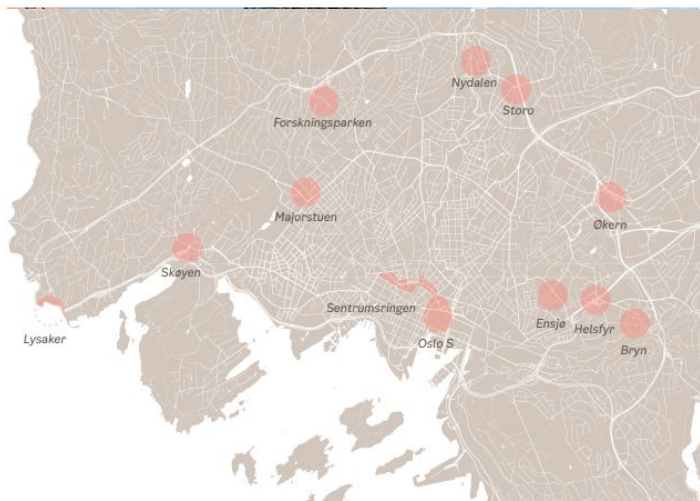 Nydalen
Storo
Forskningsparken
Majorstuen
Økern
Skøyen
Sentrumsringen
Ensjø
Helsfyr
Lysaker
Oslo S
Bryn